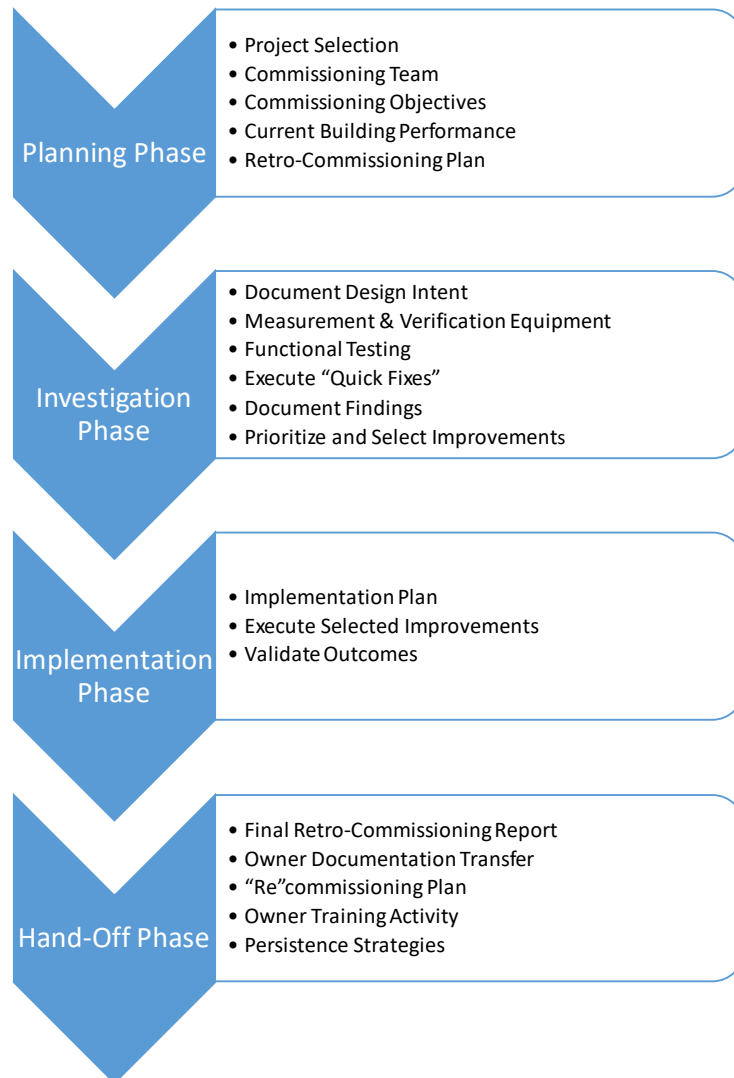 Planning Phase
• Project Selection
• Commissioning Team
• Commissioning Objectives
• Current Building Performance
• Retro-Commissioning Plan
Investigation
Phase
• Document Design Intent
• Measurement & Verification Equipment
• Functional Testing
• Execute “Quick Fixes”
• Document Findings
• Prioritize and Select Improvements
Implementation
Phase
• Implementation Plan
• Execute Selected Improvements
• Validate Outcomes
Hand-Off Phase
• Final Retro-Commissioning Report
• Owner Documentation Transfer
• “Re”commissioning Plan
• Owner Training Activity
• Persistence Strategies